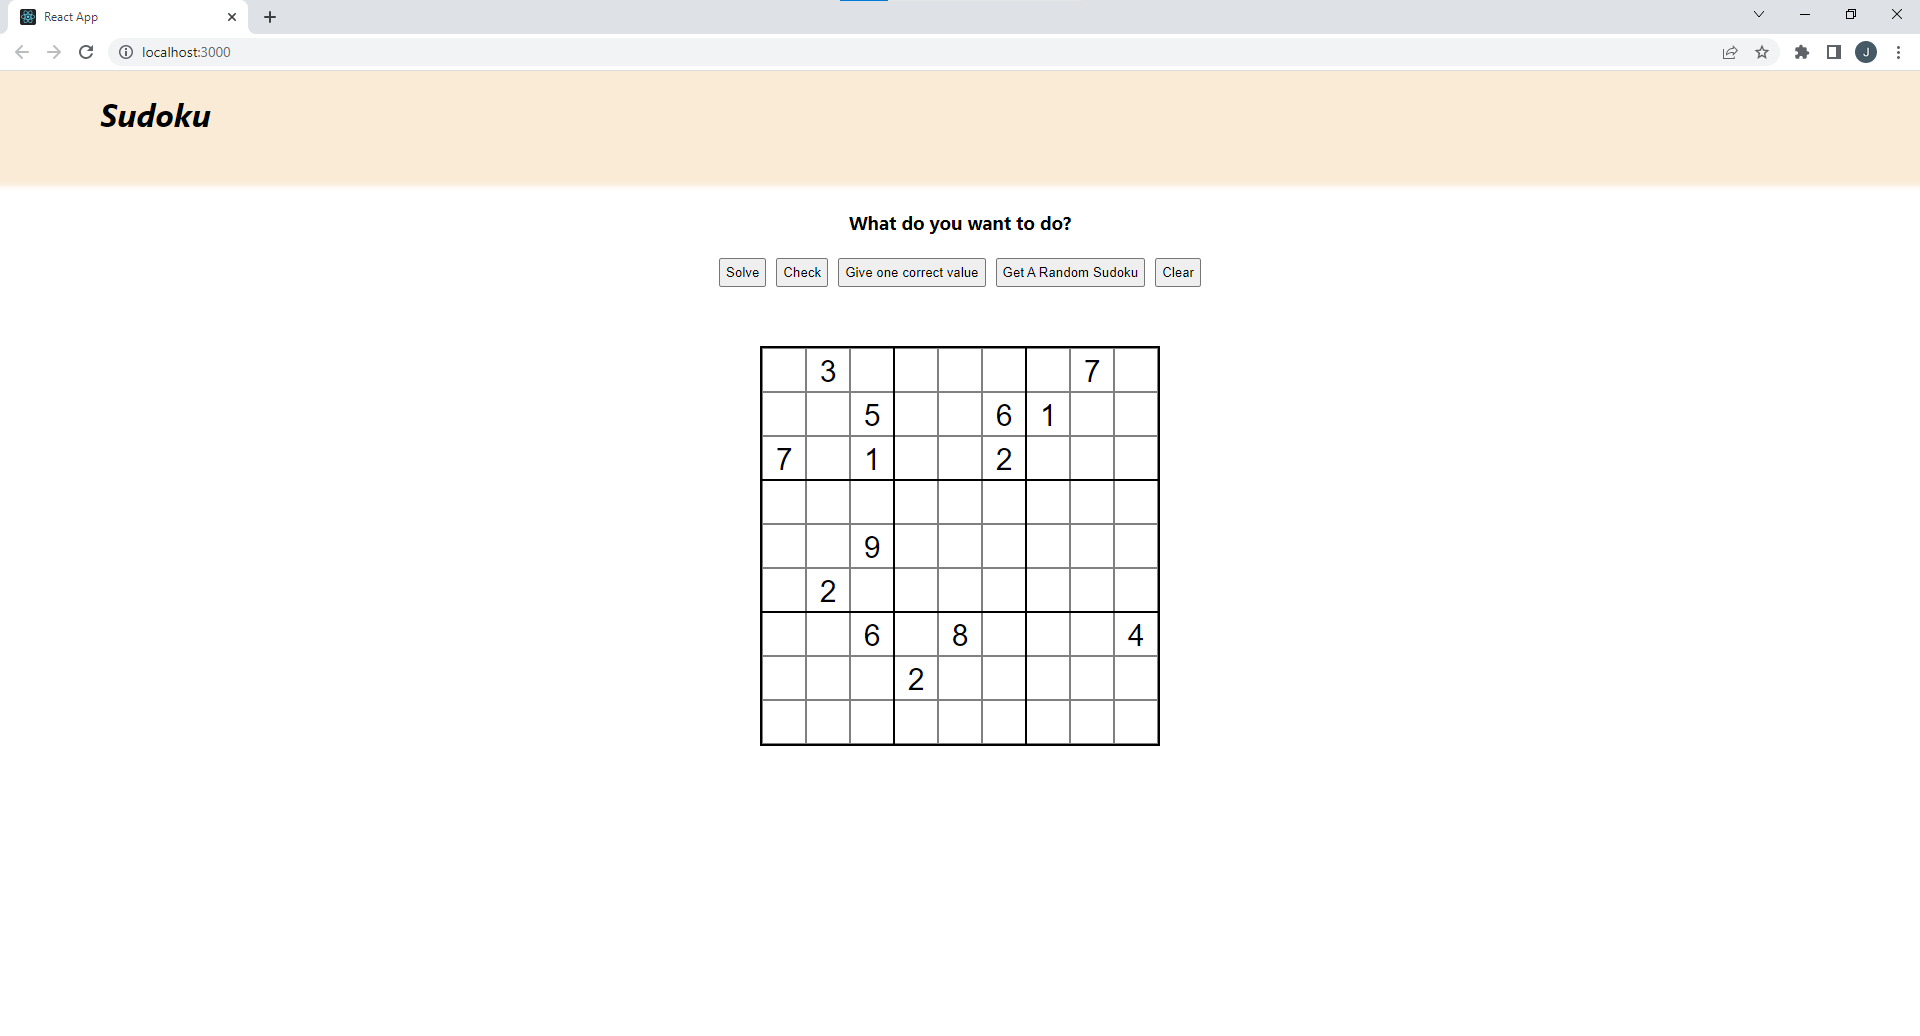 React App
localhost:3000
J
Sudoku
What do you want to do?
Solve Check Give one correct value Get A Random Sudoku Clear
3 7
5 6 1
7 1 2
9
2
6 8 4
2